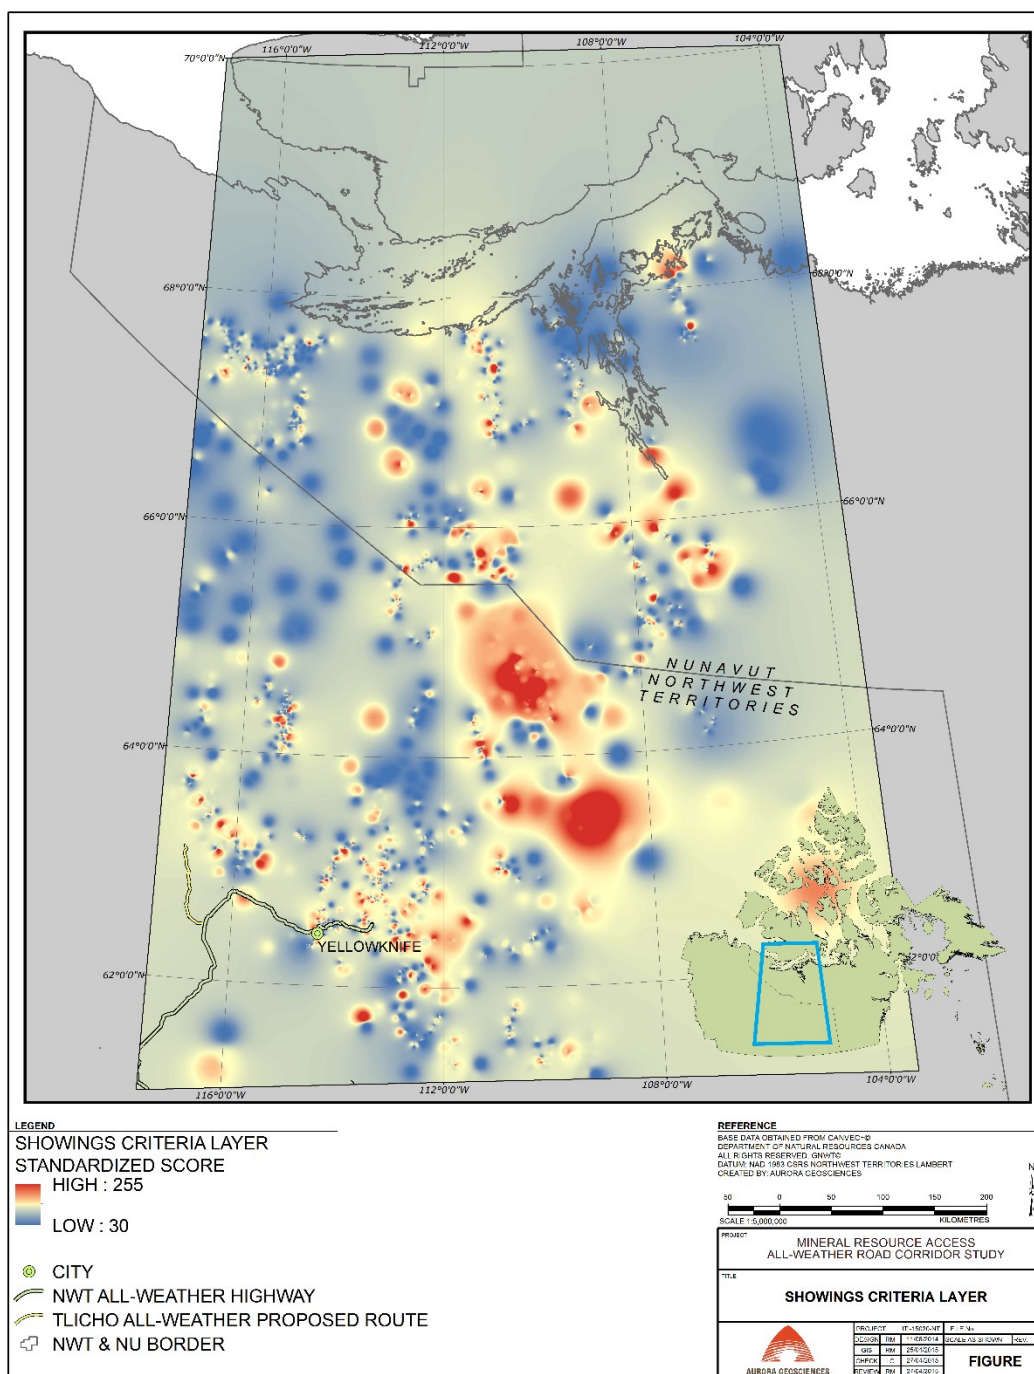 116°0'0"W
112°0'0"W
108°0'0"W
104°0'0"W
70°0'0"N
68°0'0"N
68°0'0"N
66°0'0"N
66°0'0"N
NUNAVUT
NORTHWEST
TERRITORIES
64°0'0"N
64°0'0"N
YELLOWKNIFE
62°0'0"N
116°0'0"W
112°0'0"W
108°0'0"W
104°0'0"W
LEGEND
SHOWINGS CRITERIA LAYER
STANDARDIZED SCORE
HIGH : 255
LOW : 30
CITY
NWT ALL-WEATHER HIGHWAY
TLICHO ALL-WEATHER PROPOSED ROUTE
NWT & NU BORDER
REFERENCE
BASE DATA OBTAINED FROM CANVEC+©
DEPARTMENT OF NATURAL RESOURCES CANADA
ALL RIGHTS RESERVED. GNWT©
DATUM: NAD 1983 CSRS NORTHWEST TERRITORIES LAMBERT
CREATED BY: AURORA GEOSCIENCES
N
50 0 50 100 150 200
SCALE 1:5,000,000 KILOMETRES
PROJECT
MINERAL RESOURCE ACCESS
ALL-WEATHER ROAD CORRIDOR STUDY
TITLE
SHOWINGS CRITERIA LAYER
AURORA GEOSCIENCES
PROJECT FILE No.
DESIGN RM SCALE AS SHOWN REV.
GIS RM
CHECK
REVIEW RM
FIGURE